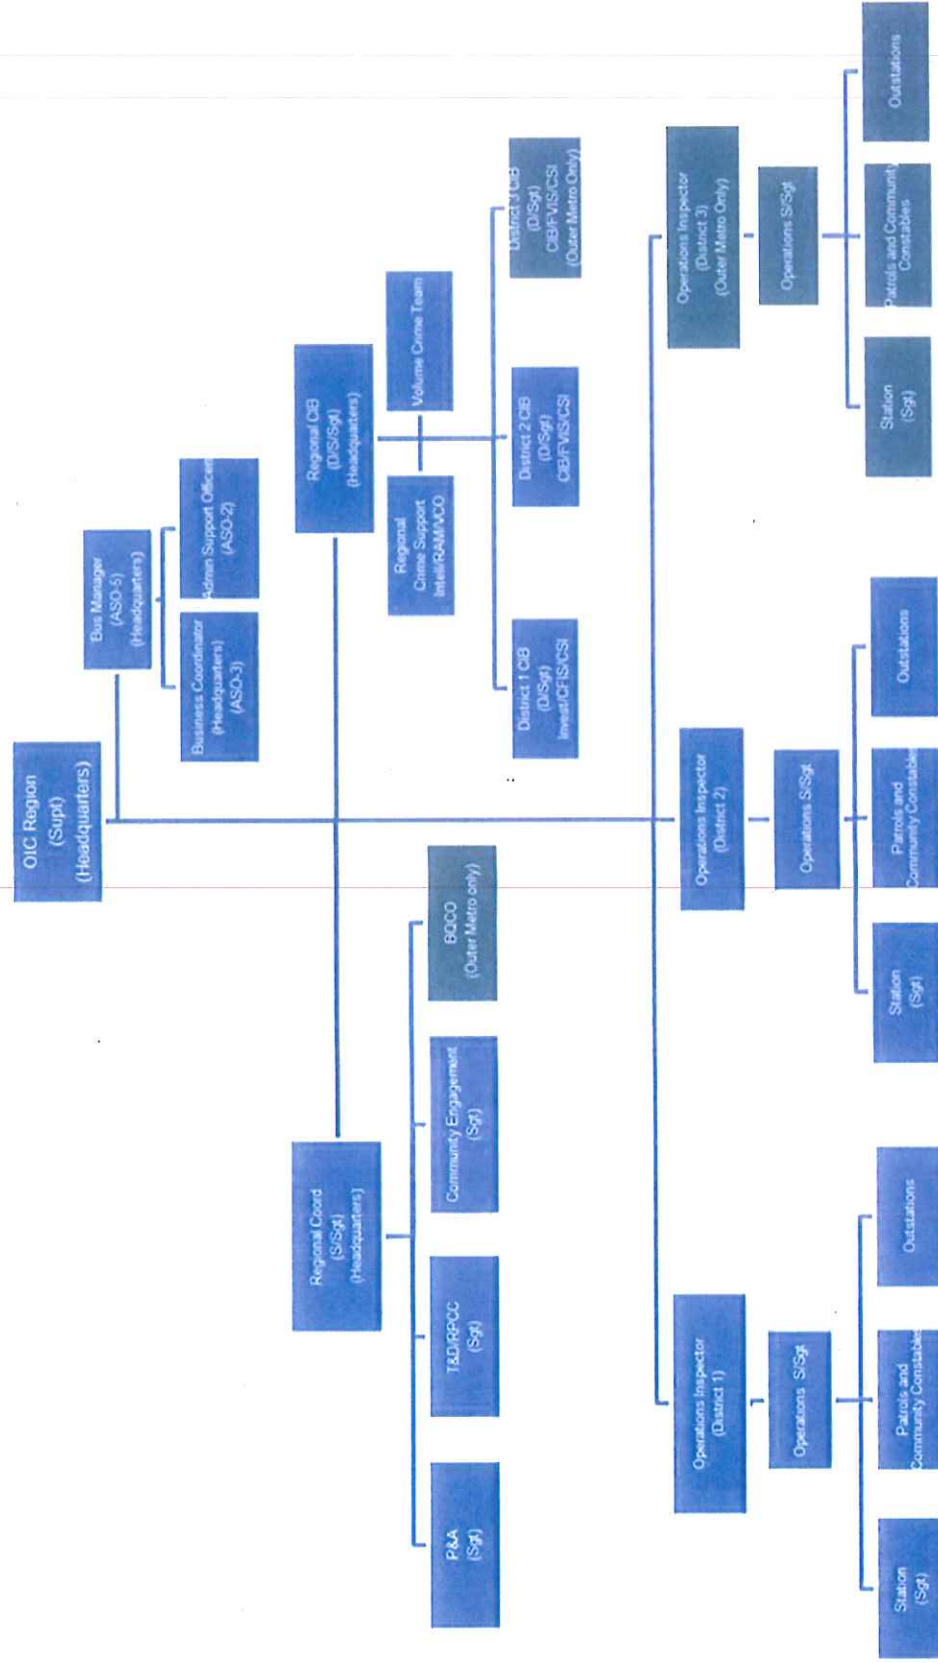 OIC Region
(Supt)
(Headquarters)
Bus Manager
(ASO-5)
(Headquarters)
Business Coordinator
(Headquarters)
(ASO-3)
Admin Support Officer
(ASO-2)
Regional Coord
(S/Sgt)
(Headquarters)
Regional CIB
(D/S/Sgt)
(Headquarters)
P&A
(Sgt)
T&D/RPCC
(Sgt)
Community Engagement
(Sgt)
BQCO
(Outer Metro only)
Regional
Crime Support
Intell/RAM/VCO
Volume Crime Team
District 1 CIB
(D/Sgt)
Invest/CFIS/CSI
District 2 CIB
(D/Sgt)
CIB/FVIS/CSI
District 3 CIB
(D/Sgt)
CIB/FVIS/CSI
(Outer Metro Only)
Operations Inspector
(District 1)
Operations S/Sgt
Station
(Sgt)
Patrols and
Community Constables
Outstations
Operations Inspector
(District 2)
Operations S/Sgt
Station
(Sgt)
Patrols and
Community Constables
Outstations
Operations Inspector
(District 3)
(Outer Metro Only)
Operations S/Sgt
Station
(Sgt)
Patrols and Community
Constables
Outstations